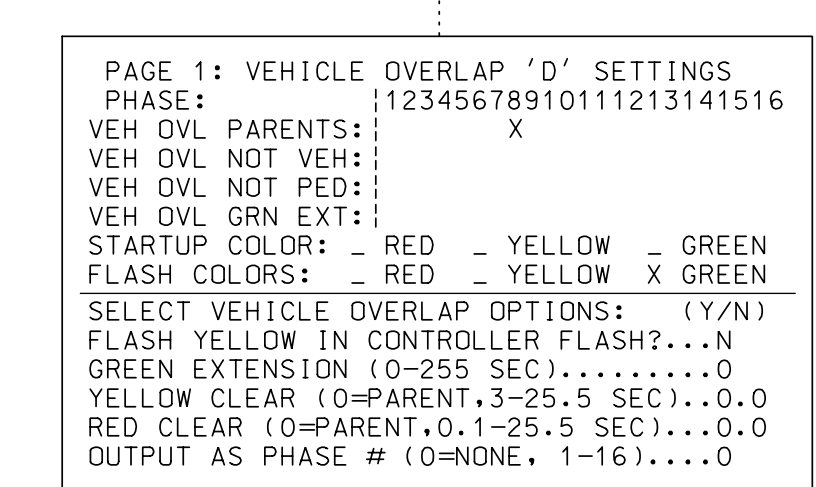 PAGE 1: VEHICLE OVERLAP 'D' SETTINGS
PHASE: |12345678910111213141516
VEH OVL PARENTS:| X
VEH OVL NOT VEH:|
VEH OVL NOT PED:|
VEH OVL GRN EXT:|
STARTUP COLOR: _ RED _ YELLOW _ GREEN
FLASH COLORS: _ RED _ YELLOW X GREEN
SELECT VEHICLE OVERLAP OPTIONS: (Y/N)
FLASH YELLOW IN CONTROLLER FLASH?...N
GREEN EXTENSION (0-255 SEC).........0
YELLOW CLEAR (0=PARENT,3-25.5 SEC)..0.0
RED CLEAR (0=PARENT,0.1-25.5 SEC)...0.0
OUTPUT AS PHASE # (0=NONE, 1-16)....0